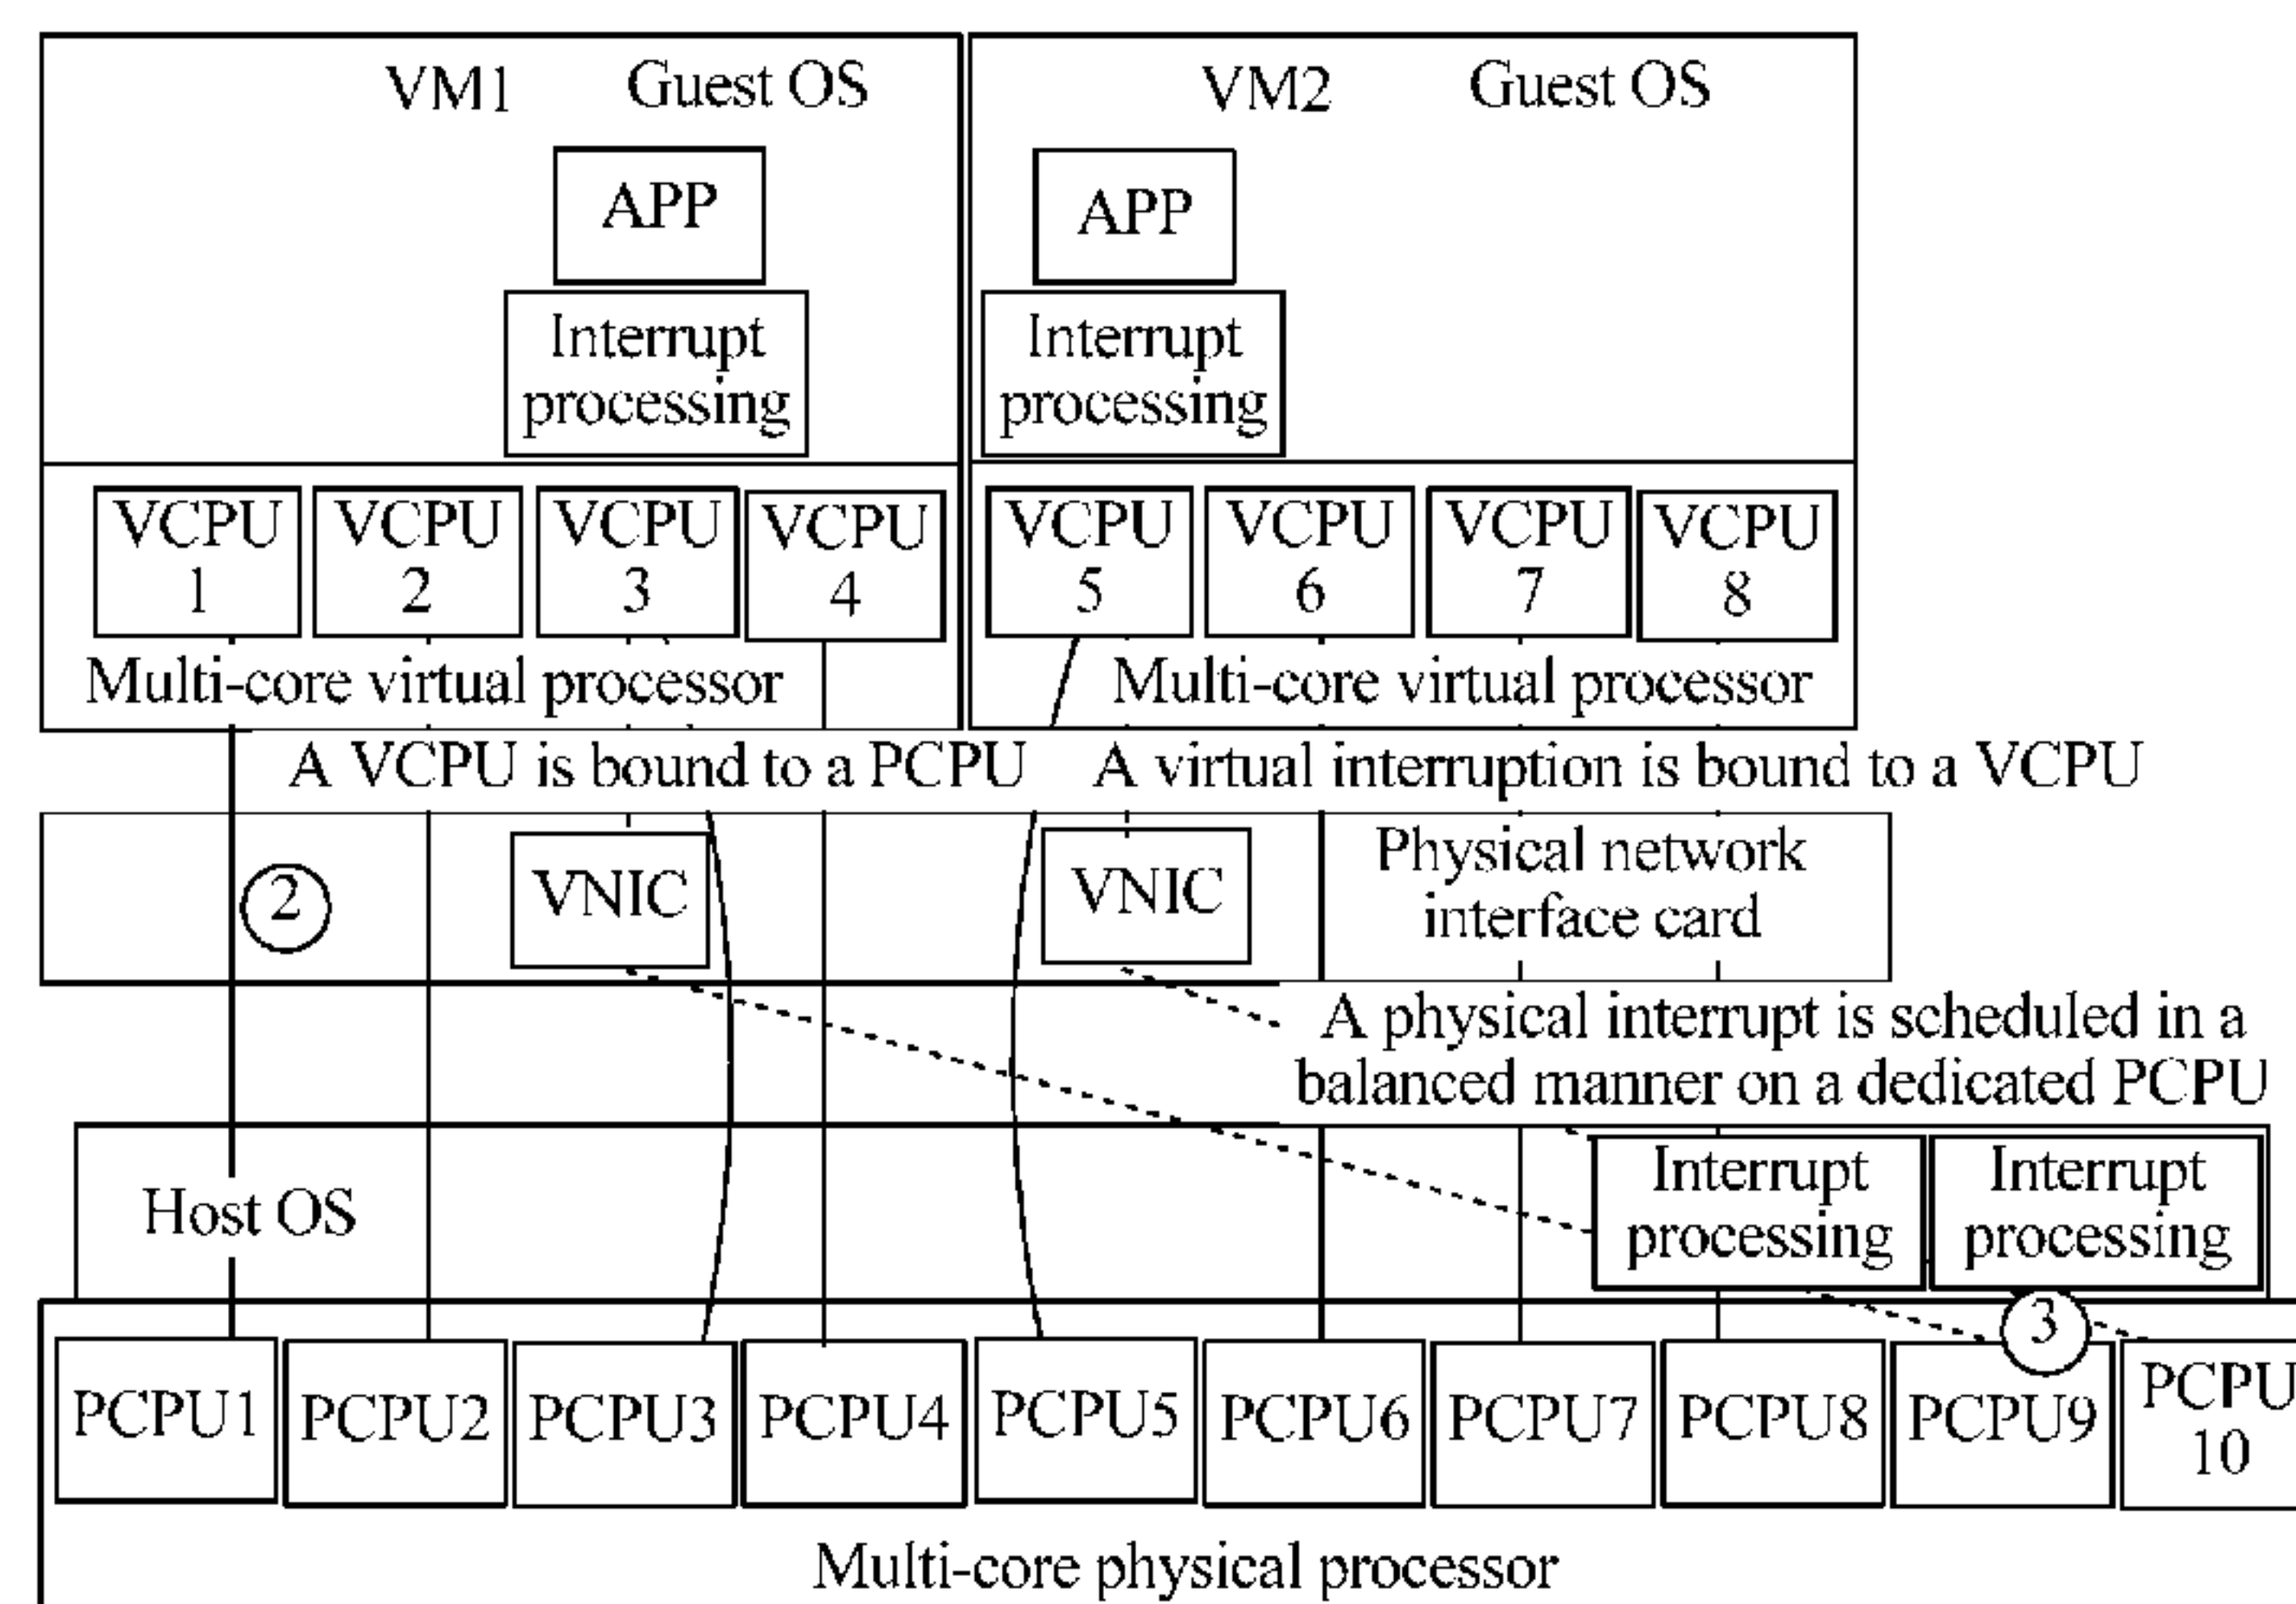 VM1 Guest OS VM2 Guest OS
APP APP
Interrupt Interrupt
processing processing
VCPU VCPU VCPU VCPU VCPU VCPU VCPU VCPU
1 2 3 4 5 6 7 8
Multi-core virtual processor Multi-core virtual processor
A VCPU is bound to a PCPU A virtual interruption is bound to a VCPU
Physical network
2 VNIC VNIC
interface card
A physical interrupt is scheduled in a
balanced manner on a dedicated PCPU
Interrupt Interrupt
Host OS
processing processing
3
PCPU1 PCPU2 PCPU3 PCPU4 PCPU5 PCPU6 PCPU7 PCPU8 PCPU9 PCPU
10
Multi-core physical processor